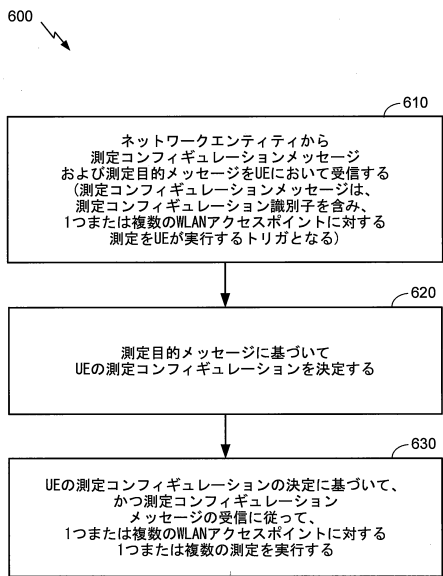 600
610
ネットワークエンティティから
測定コンフィギュレーションメッセージ
および測定目的メッセージをUEにおいて受信する
(測定コンフィギュレーションメッセージは、
測定コンフィギュレーション識別子を含み、
1つまたは複数のWLANアクセスポイントに対する
測定をUEが実行するトリガとなる)
620
測定目的メッセージに基づいて
UEの測定コンフィギュレーションを決定する
630
UEの測定コンフィギュレーションの決定に基づいて、
かつ測定コンフィギュレーション
メッセージの受信に従って、
1つまたは複数のWLANアクセスポイントに対する
1つまたは複数の測定を実行する